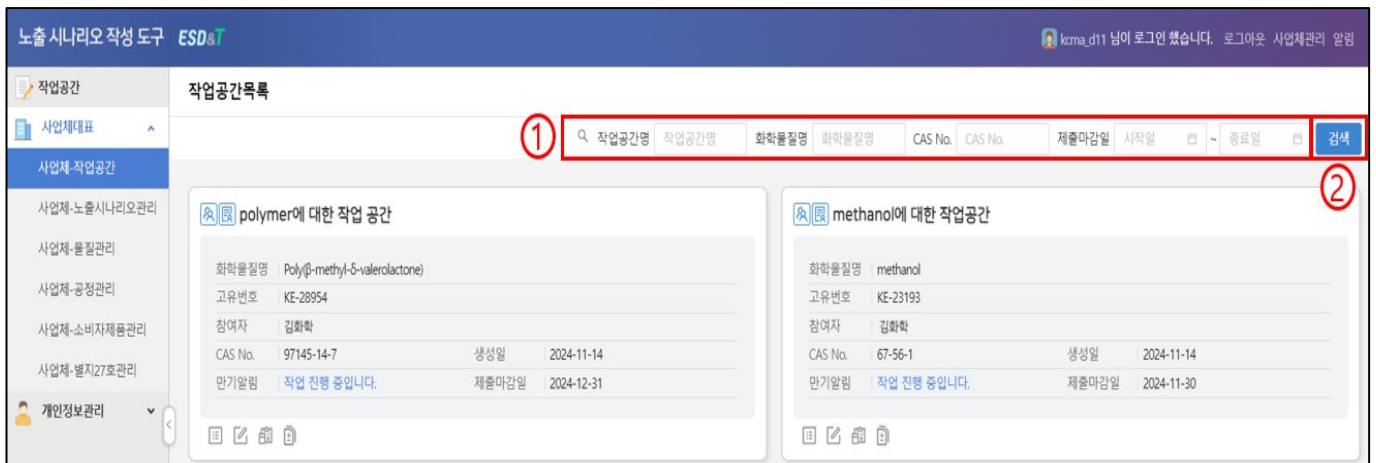 노출 시나리오 작성 도구 ESD&T kcma_d11 님이 로그인 했습니다. 로그아웃 사업체관리 알림
작업공간
작업공간목록
사업체대표
① 작업공간명 작업공간명 화학물질명 화학물질명 CAS No. CAS No. 제출마감일 시작일 ~ 종료일 검색
②
사업체-작업공간
사업체-노출시나리오관리
사업체-물질관리
사업체-공정관리
사업체-소비자제품관리
사업체-별지27호관리
개인정보관리
polymer에 대한 작업 공간
화학물질명 Poly(β-methyl-δ-valerolactone)
고유번호 KE-28954
참여자 김화학
CAS No. 97145-14-7 생성일 2024-11-14
만기알림 작업 진행 중입니다. 제출마감일 2024-12-31
methanol에 대한 작업공간
화학물질명 methanol
고유번호 KE-23193
참여자 김화학
CAS No. 67-56-1 생성일 2024-11-14
만기알림 작업 진행 중입니다. 제출마감일 2024-11-30